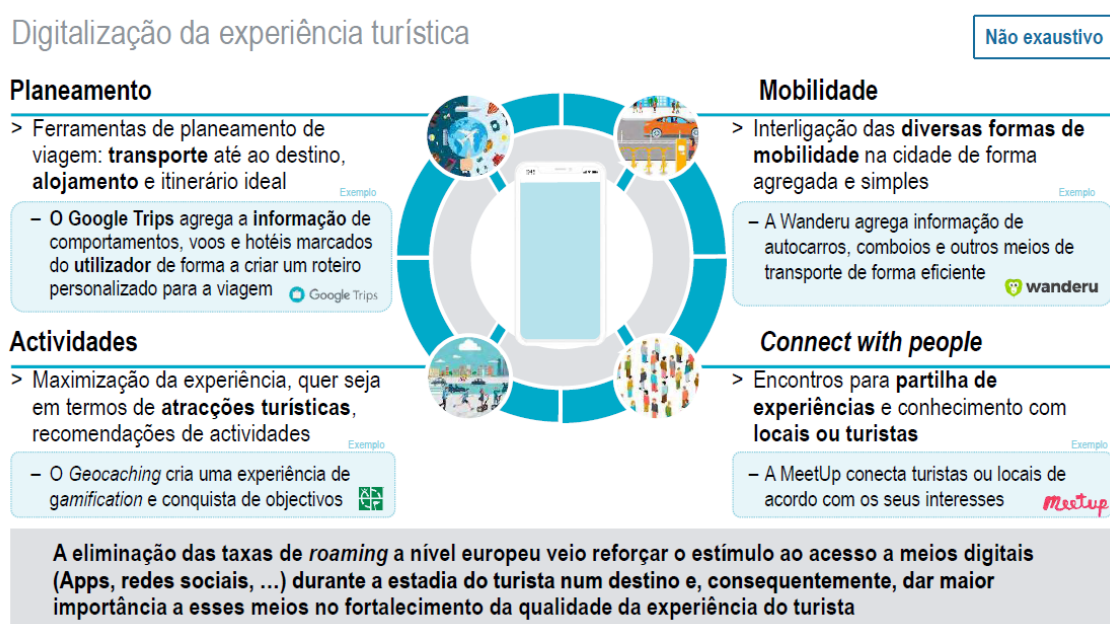 Digitalização da experiência turística
Não exaustivo
Planeamento
> Ferramentas de planeamento de
viagem: transporte até ao destino,
alojamento e itinerário ideal
Exemplo
– O Google Trips agrega a informação de
comportamentos, voos e hotéis marcados
do utilizador de forma a criar um roteiro
personalizado para a viagem
Google Trips
Mobilidade
> Interligação das diversas formas de
mobilidade na cidade de forma
agregada e simples
Exemplo
– A Wanderu agrega informação de
autocarros, comboios e outros meios de
transporte de forma eficiente
wanderu
Actividades
> Maximização da experiência, quer seja
em termos de atracções turísticas,
recomendações de actividades
Exemplo
– O Geocaching cria uma experiência de
gamification e conquista de objectivos
Connect with people
> Encontros para partilha de
experiências e conhecimento com
locais ou turistas
Exemplo
– A MeetUp conecta turistas ou locais de
acordo com os seus interesses
meetup
A eliminação das taxas de roaming a nível europeu veio reforçar o estímulo ao acesso a meios digitais
(Apps, redes sociais, ...) durante a estadia do turista num destino e, consequentemente, dar maior
importância a esses meios no fortalecimento da qualidade da experiência do turista